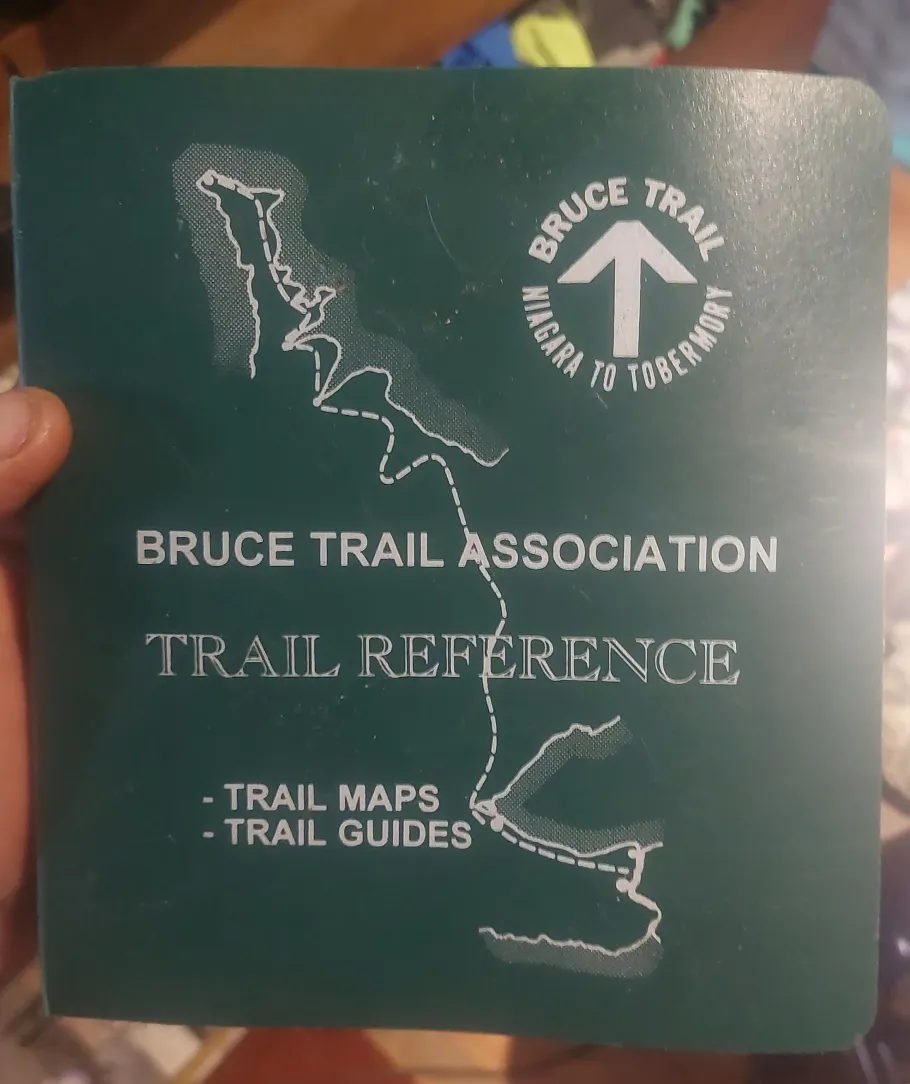 BRUCE TRAIL
NIAGARA TO TOBERMORY
BRUCE TRAIL ASSOCIATION
TRAIL REFERENCE
- TRAIL MAPS
- TRAIL GUIDES